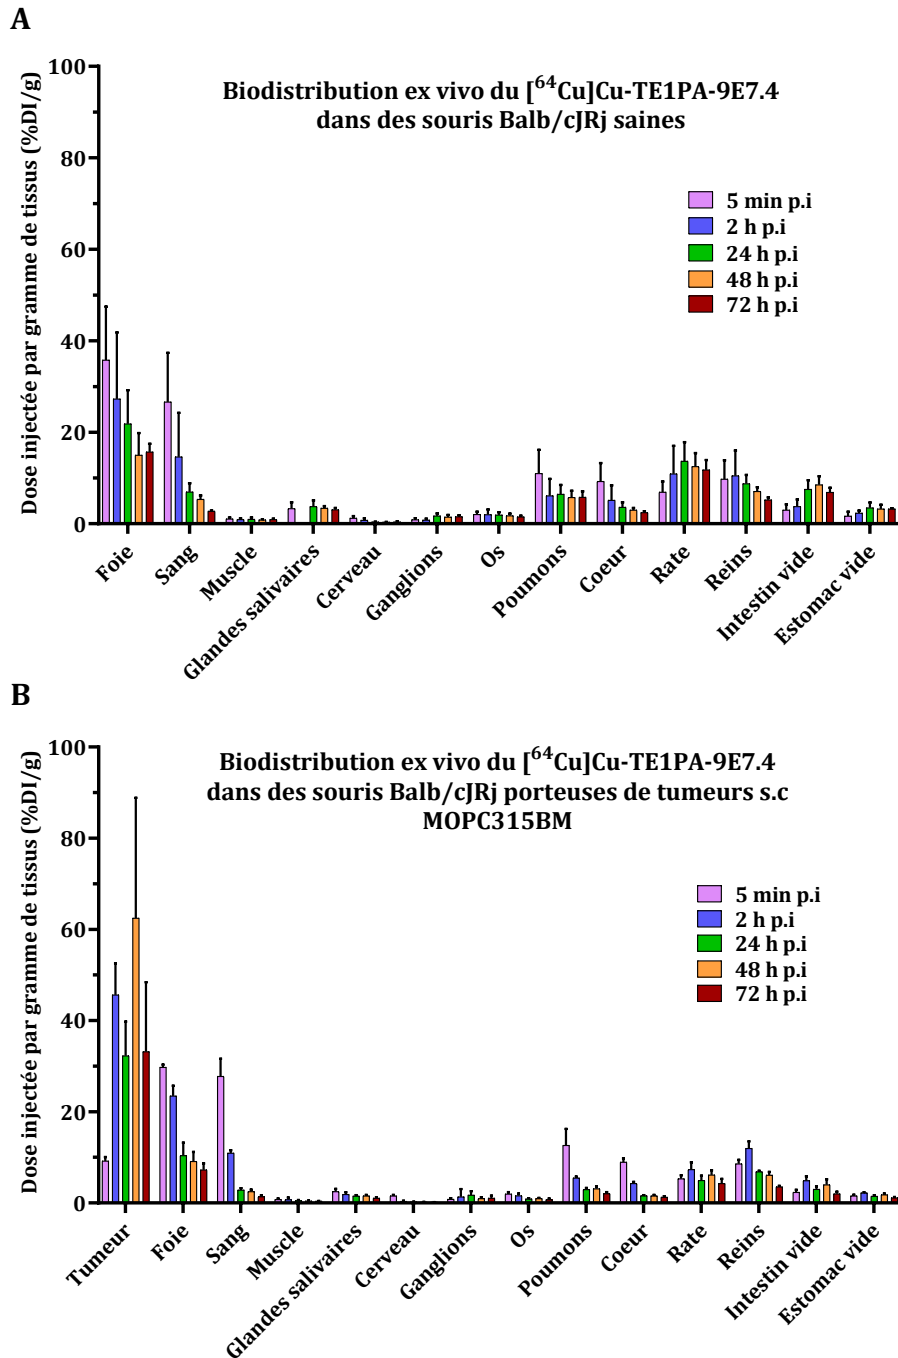 A
Biodistribution ex vivo du [64Cu]Cu-TE1PA-9E7.4
dans des souris Balb/cJRj saines
Dose injectée par gramme de tissus (%DI/g)
100
80
60
40
20
0
5 min p.i
2 h p.i
24 h p.i
48 h p.i
72 h p.i
Foie
Sang
Muscle
Glandes salivaires
Cerveau
Ganglions
Os
Poumons
Coeur
Rate
Reins
Intestin vide
Estomac vide
B
Biodistribution ex vivo du [64Cu]Cu-TE1PA-9E7.4
dans des souris Balb/cJRj porteuses de tumeurs s.c
MOPC315BM
Dose injectée par gramme de tissus (%DI/g)
100
80
60
40
20
0
5 min p.i
2 h p.i
24 h p.i
48 h p.i
72 h p.i
Tumeur
Foie
Sang
Muscle
Glandes salivaires
Cerveau
Ganglions
Os
Poumons
Coeur
Rate
Reins
Intestin vide
Estomac vide